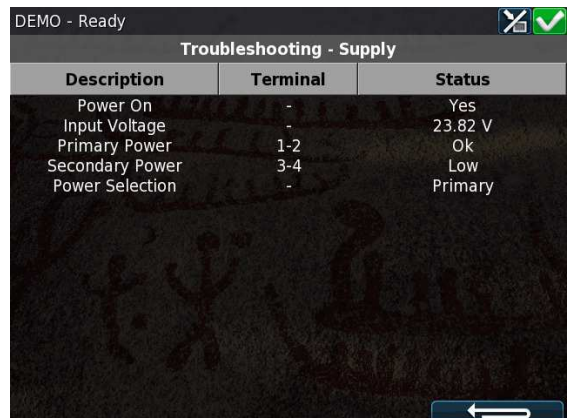 DEMO - Ready
Troubleshooting - Supply
Description Terminal Status
Power On - Yes
Input Voltage - 23.82 V
Primary Power 1-2 Ok
Secondary Power 3-4 Low
Power Selection - Primary